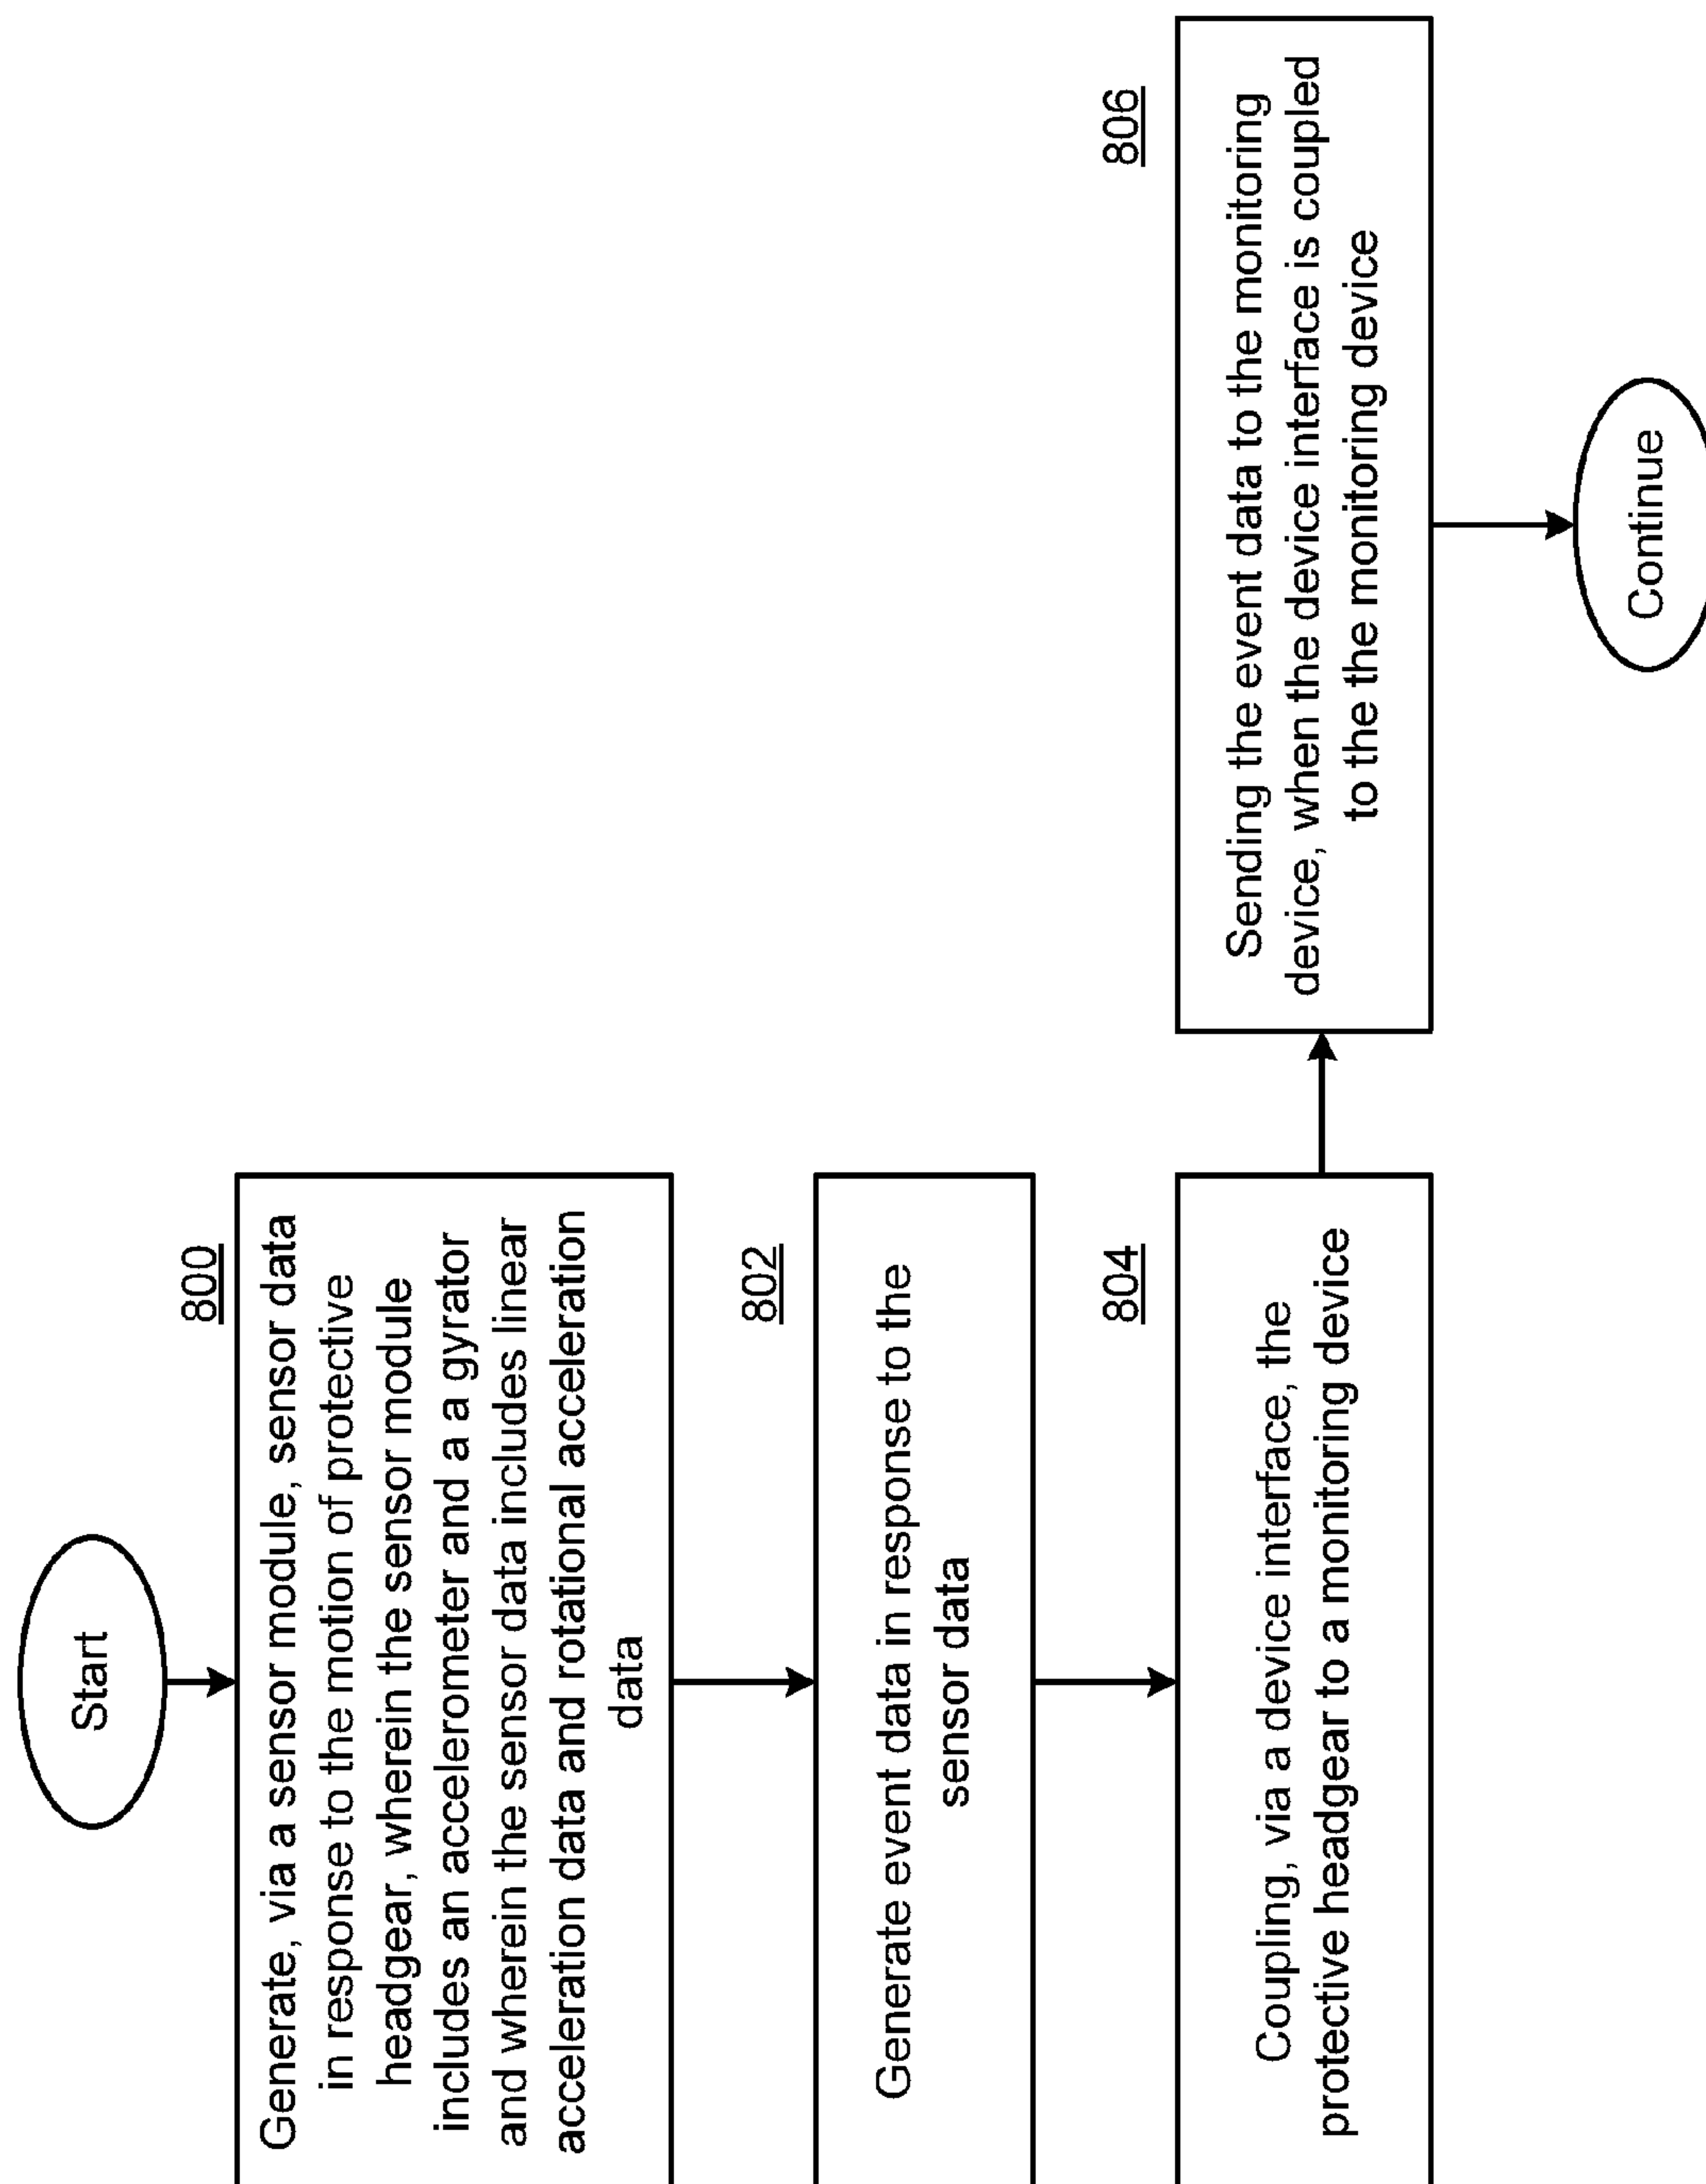 Start
800
Generate, via a sensor module, sensor data
in response to the motion of protective
headgear, wherein the sensor module
includes an accelerometer and a a gyrator
and wherein the sensor data includes linear
acceleration data and rotational acceleration
data
802
Generate event data in response to the
sensor data
804
Coupling, via a device interface, the
protective headgear to a monitoring device
806
Sending the event data to the monitoring
device, when the device interface is coupled
to the the monitoring device
Continue